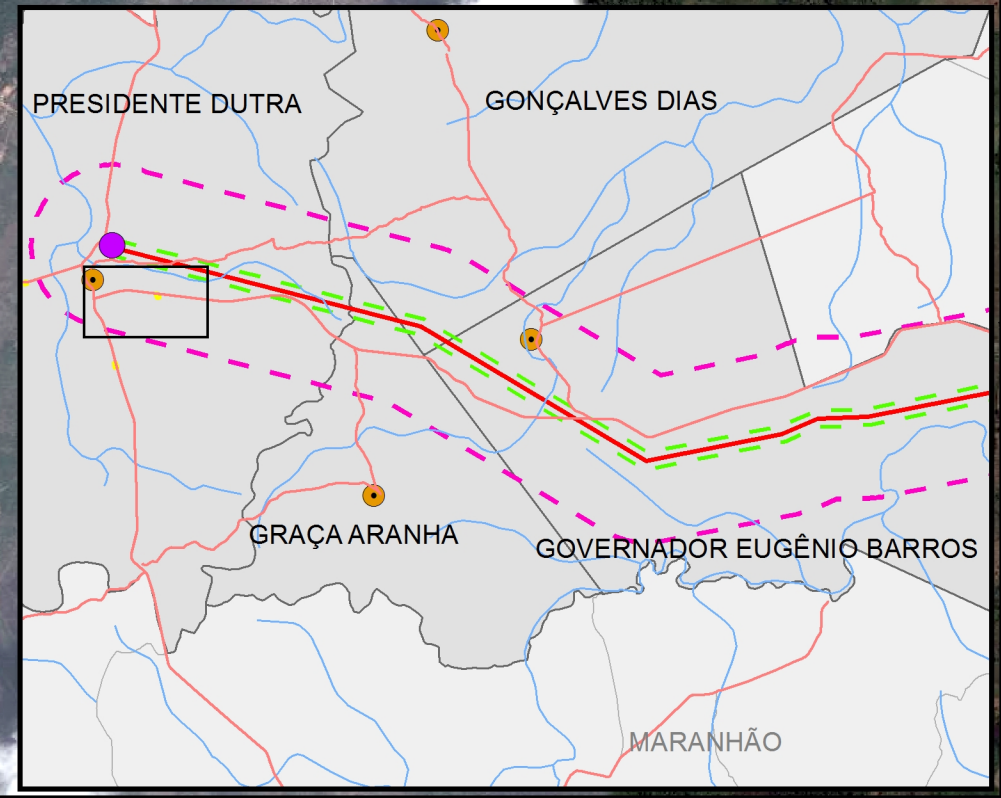 PRESIDENTE DUTRA
GONÇALVES DIAS
GRAÇA ARANHA
GOVERNADOR EUGÊNIO BARROS
MARANHÃO